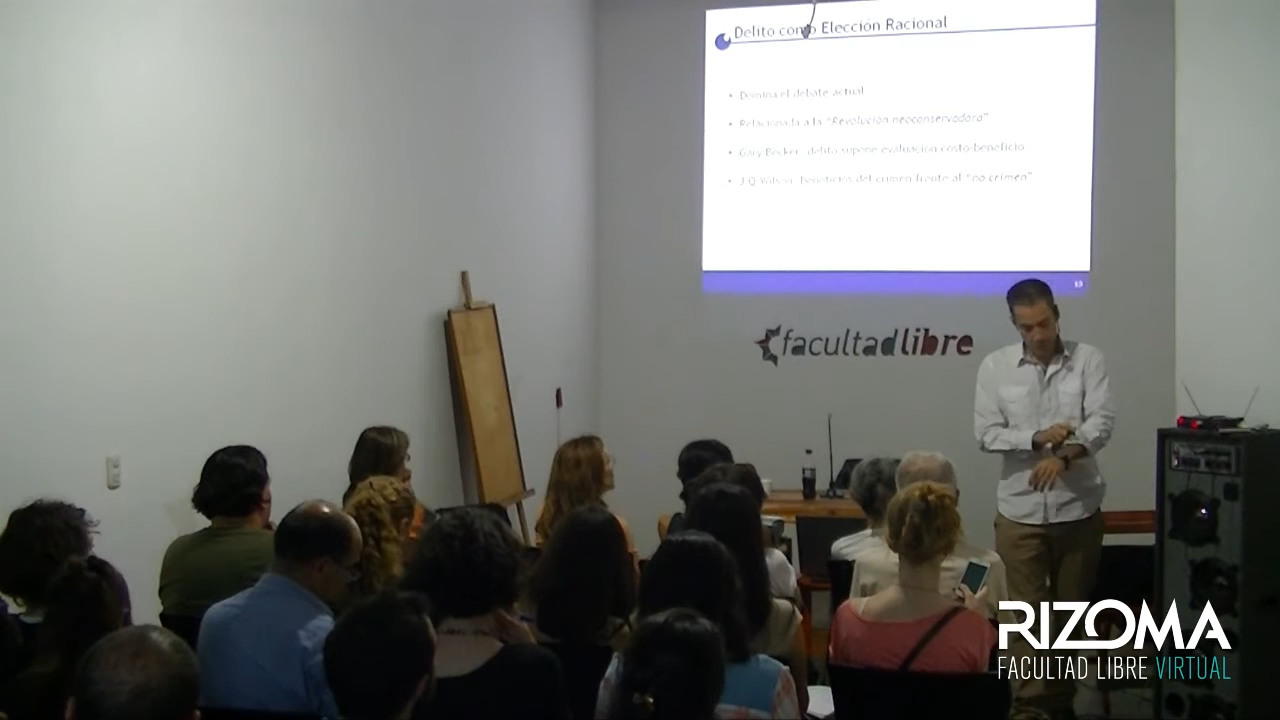 Delito como Elección Racional
• Domina el debate actual
• Relacionada a la "Revolución neoconservadora"
• Gary Becker: delito supone evaluación costo-beneficio
• J.Q. Wilson: beneficios del crimen frente al "no crimen"
13
facultadlibre
RIZOMA
FACULTAD LIBRE VIRTUAL